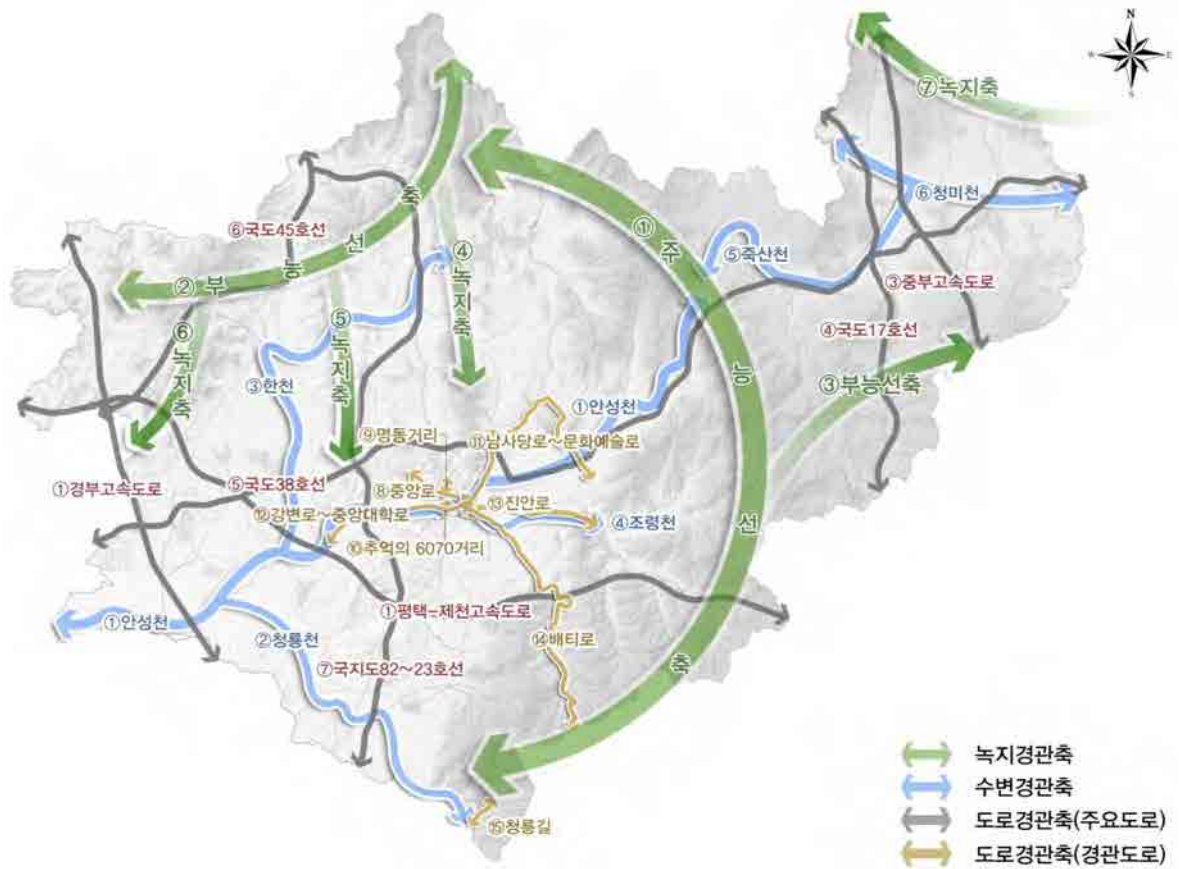 N
W
E
S
⑦녹지축
⑥청미천
①주능선축
⑥국도45호선
②부능선축
④녹지축
⑤죽산천
③중부고속도로
⑤녹지축
⑥녹지축
④국도17호선
③한천
③부능선축
①안성천
⑨명동거리
⑪남사당로~문화예술로
①경부고속도로
⑤국도38호선
⑧중앙로
⑬진안로
⑫강변로~중앙대학로
④조령천
⑩추억의 6070거리
①안성천
①평택-제천고속도로
②청룡천
⑭배티로
⑦국지도82~23호선
⑮청룡길
녹지경관축
수변경관축
도로경관축(주요도로)
도로경관축(경관도로)